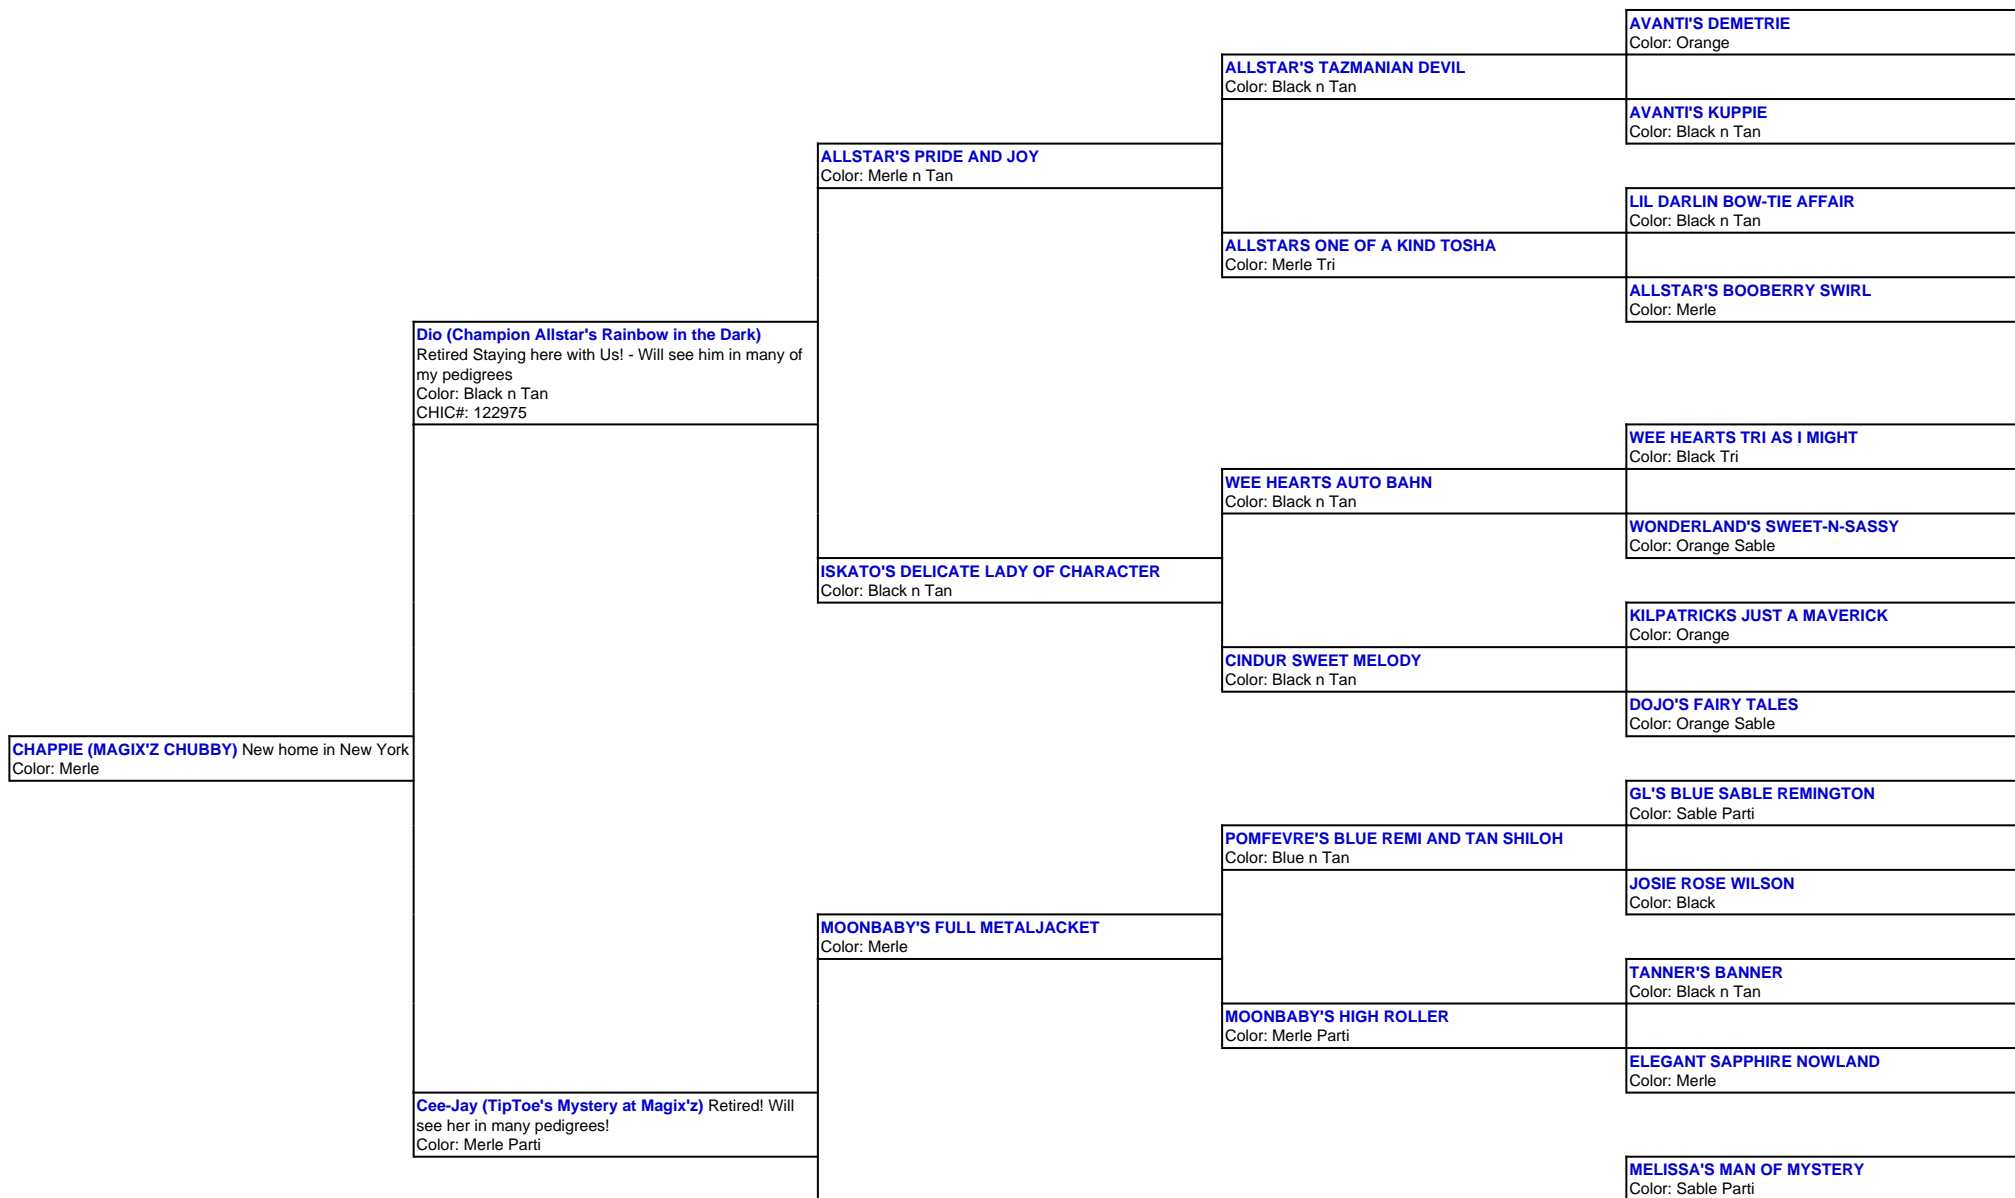 AVANTI'S DEMETRIE
Color: Orange
ALLSTAR'S TAZMANIAN DEVIL
Color: Black n Tan
AVANTI'S KUPPIE
Color: Black n Tan
ALLSTAR'S PRIDE AND JOY
Color: Merle n Tan
LIL DARLIN BOW-TIE AFFAIR
Color: Black n Tan
ALLSTARS ONE OF A KIND TOSHA
Color: Merle Tri
ALLSTAR'S BOOBERRY SWIRL
Color: Merle
Dio (Champion Allstar's Rainbow in the Dark)
Retired Staying here with Us! - Will see him in many of
my pedigrees
Color: Black n Tan
CHIC#: 122975
WEE HEARTS TRI AS I MIGHT
Color: Black Tri
WEE HEARTS AUTO BAHN
Color: Black n Tan
WONDERLAND'S SWEET-N-SASSY
Color: Orange Sable
ISKATO'S DELICATE LADY OF CHARACTER
Color: Black n Tan
KILPATRICKS JUST A MAVERICK
Color: Orange
CINDUR SWEET MELODY
Color: Black n Tan
DOJO'S FAIRY TALES
Color: Orange Sable
CHAPPIE (MAGIX'Z CHUBBY) New home in New York
Color: Merle
GL'S BLUE SABLE REMINGTON
Color: Sable Parti
POMFEVRE'S BLUE REMI AND TAN SHILOH
Color: Blue n Tan
JOSIE ROSE WILSON
Color: Black
MOONBABY'S FULL METALJACKET
Color: Merle
TANNER'S BANNER
Color: Black n Tan
MOONBABY'S HIGH ROLLER
Color: Merle Parti
ELEGANT SAPPHIRE NOWLAND
Color: Merle
Cee-Jay (TipToe's Mystery at Magix'z) Retired! Will
see her in many pedigrees!
Color: Merle Parti
MELISSA'S MAN OF MYSTERY
Color: Sable Parti